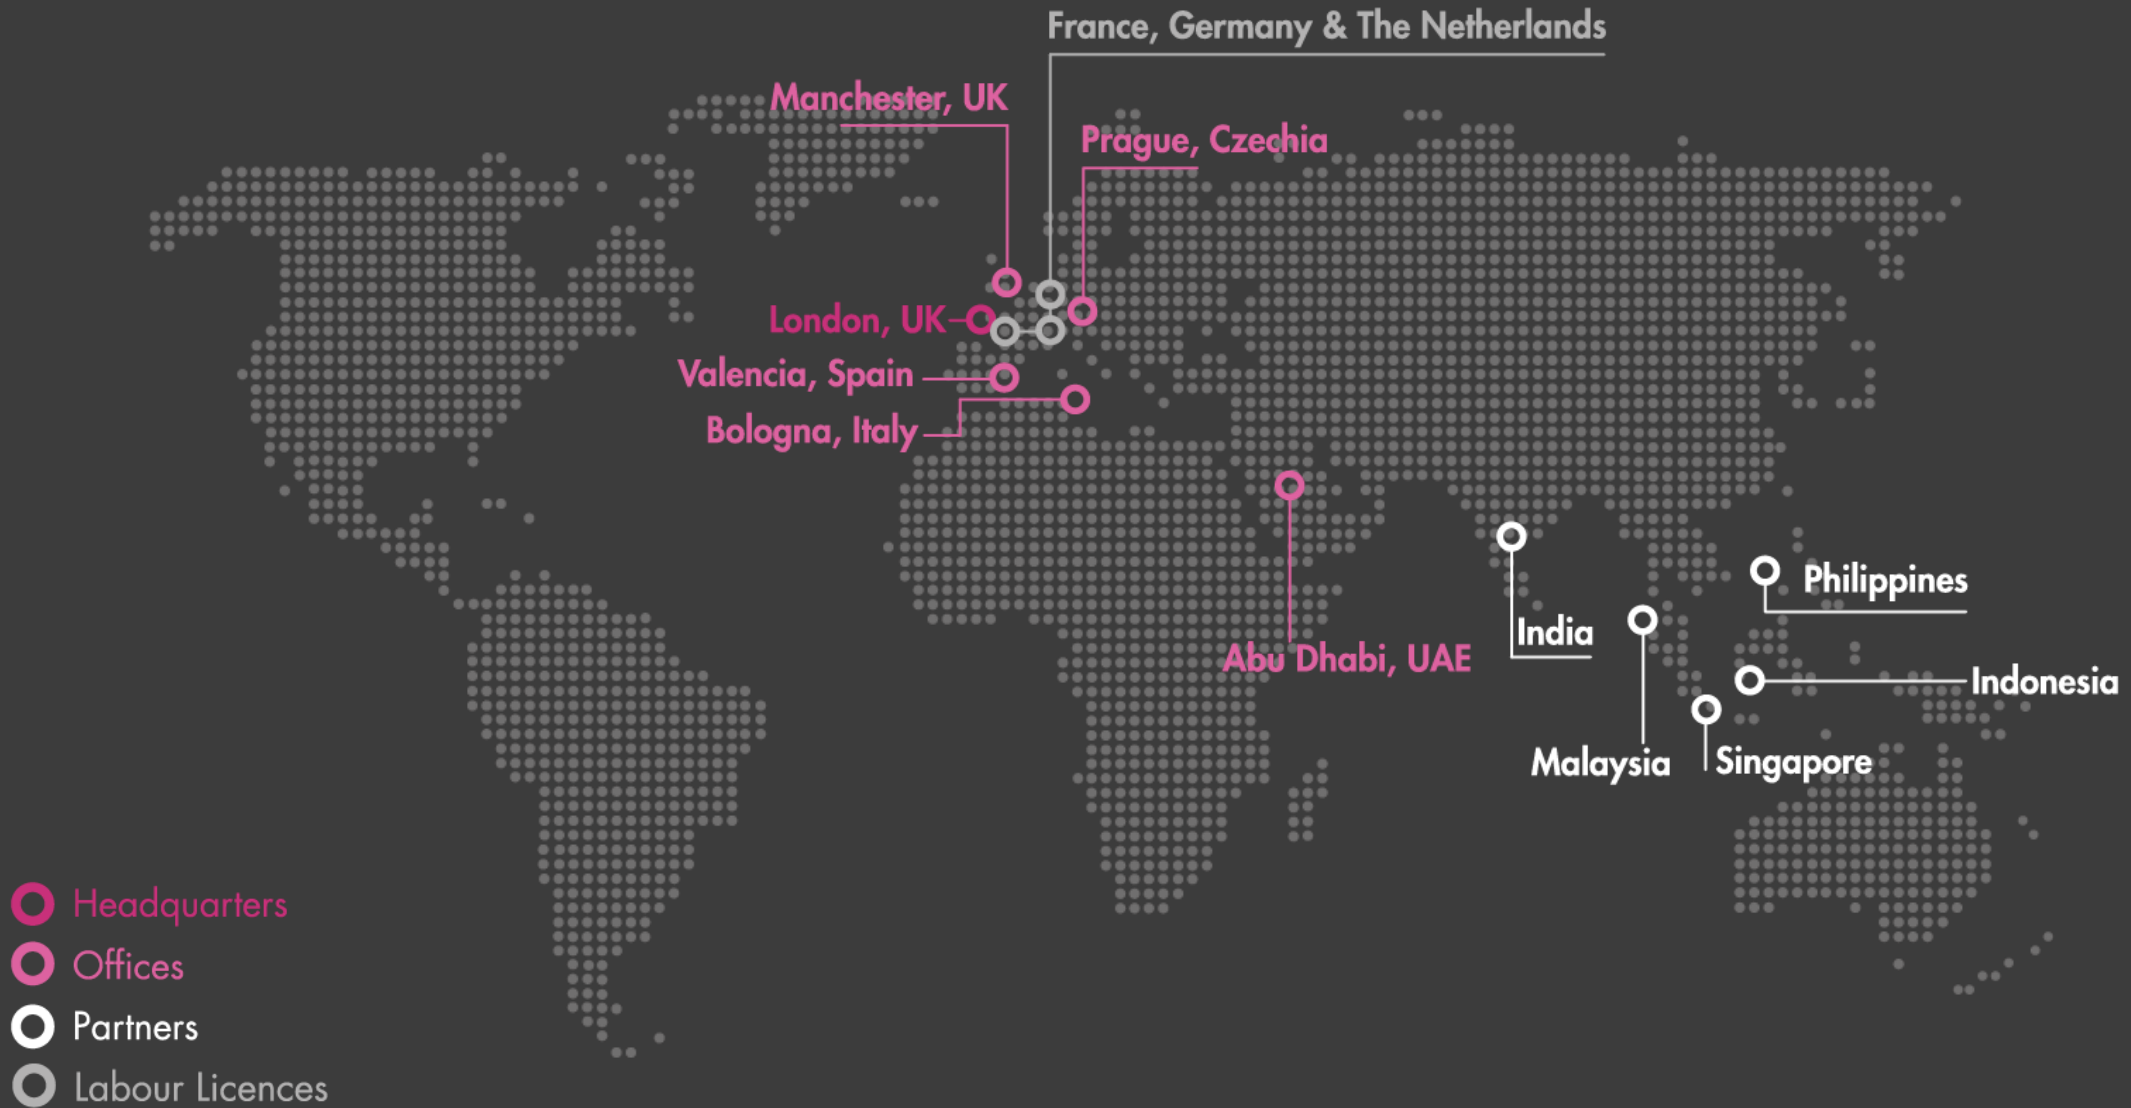 France, Germany & The Netherlands
Manchester, UK
Prague, Czechia
London, UK
Valencia, Spain
Bologna, Italy
Abu Dhabi, UAE
India
Philippines
Indonesia
Malaysia
Singapore
Headquarters
Offices
Partners
Labour Licences